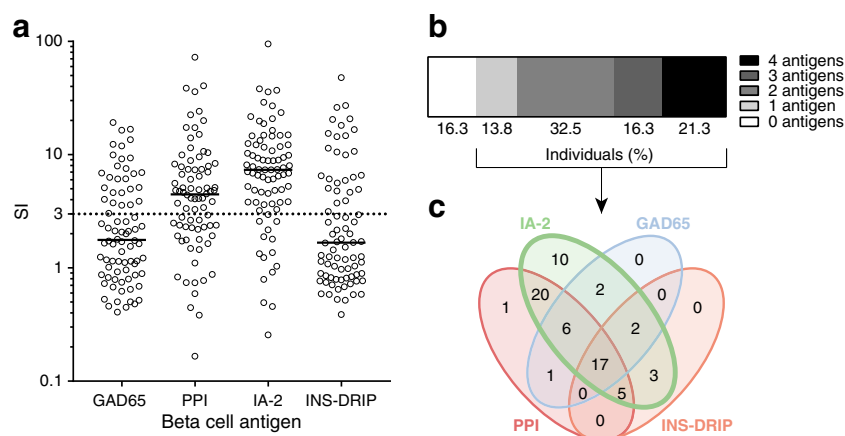 a
100
10
3
1
0.1
SI
GAD65 PPI IA-2 INS-DRIP
Beta cell antigen
b
4 antigens
3 antigens
2 antigens
1 antigen
0 antigens
16.3 13.8 32.5 16.3 21.3
Individuals (%)
c
IA-2 GAD65
10 0
1 20 2 0 0
6 2
17
1 3
0 5
0
PPI INS-DRIP